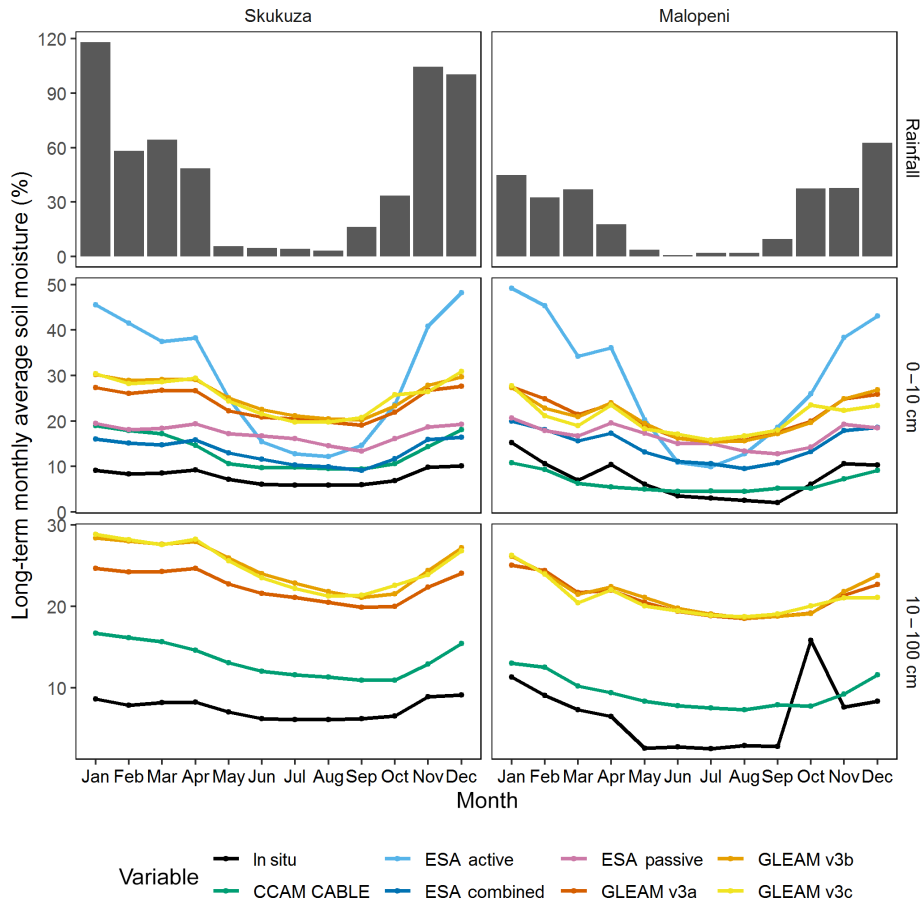 Skukuza Malopeni
Long-term monthly average soil moisture (%)
120
90
60
30
0
Rainfall
50
40
30
20
10
0
0–10 cm
30
20
10
10–100 cm
Jan Feb Mar Apr May Jun Jul Aug Sep Oct Nov Dec Jan Feb Mar Apr May Jun Jul Aug Sep Oct Nov Dec
Month
Variable
In situ ESA active ESA passive GLEAM v3b
CCAM CABLE ESA combined GLEAM v3a GLEAM v3c